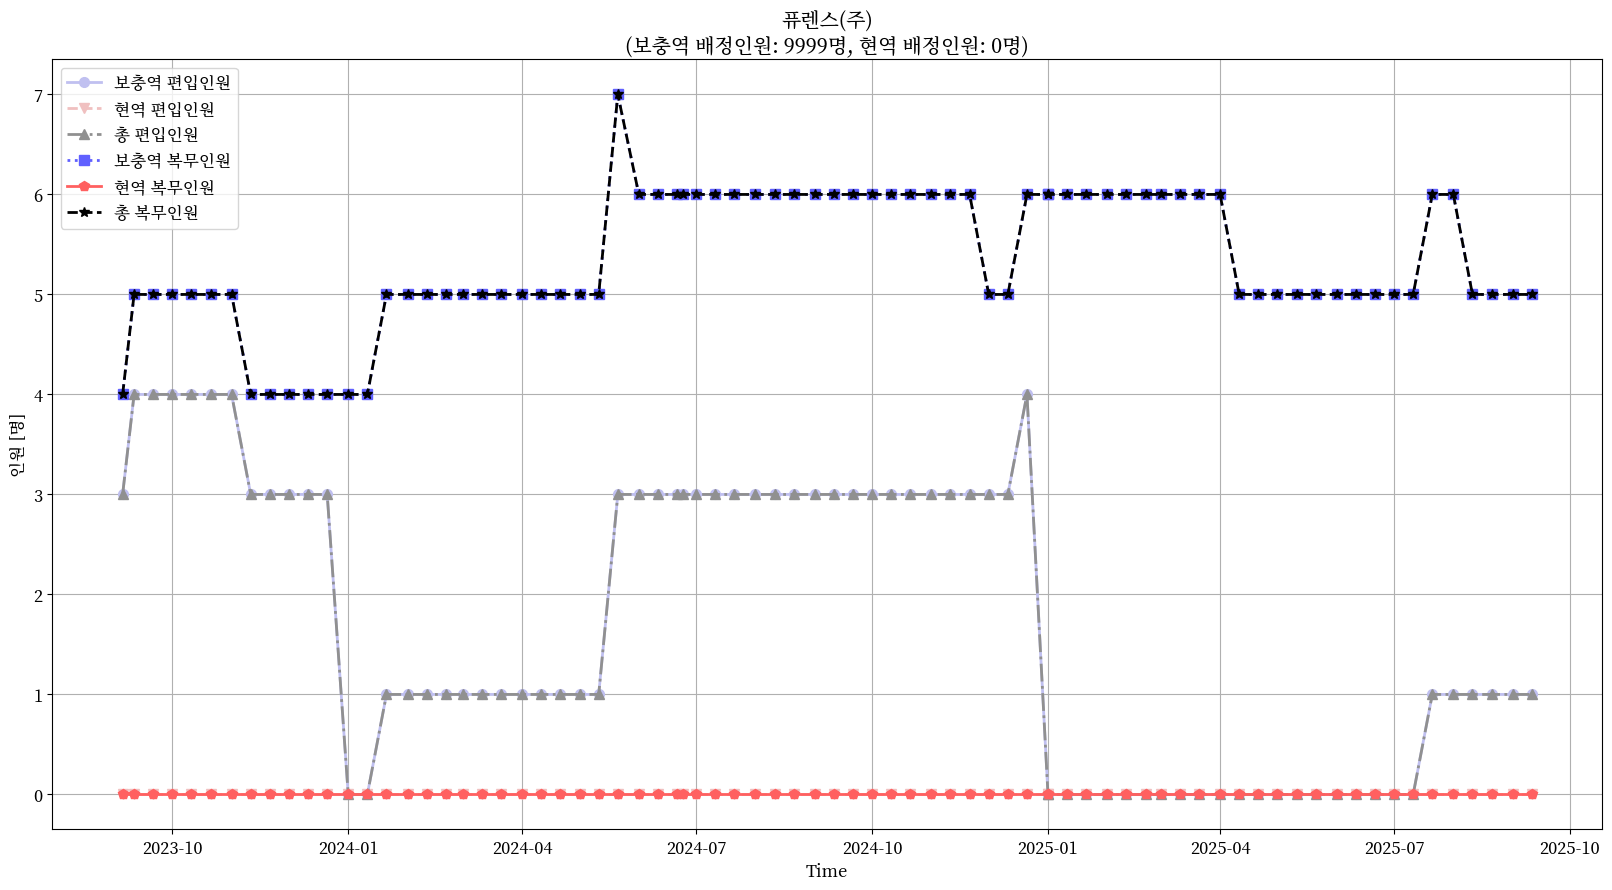 퓨렌스(주)
(보충역 배정인원: 9999명, 현역 배정인원: 0명)
보충역 편입인원
현역 편입인원
총 편입인원
보충역 복무인원
현역 복무인원
총 복무인원
인원 [명]
7
6
5
4
3
2
1
0
2023-10
2024-01
2024-04
2024-07
2024-10
2025-01
2025-04
2025-07
2025-10
Time